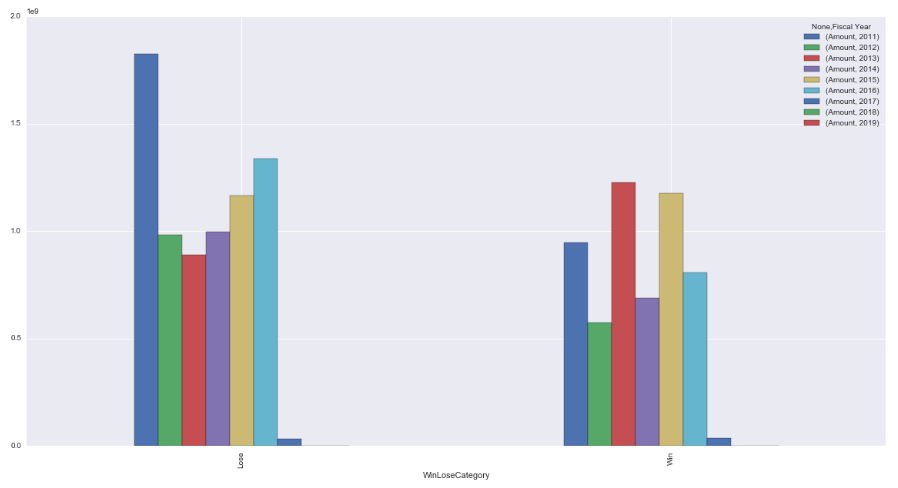 1e9
2.0
1.5
1.0
0.5
0.0
None,Fiscal Year
(Amount, 2011)
(Amount, 2012)
(Amount, 2013)
(Amount, 2014)
(Amount, 2015)
(Amount, 2016)
(Amount, 2017)
(Amount, 2018)
(Amount, 2019)
Lose
Win
WinLoseCategory